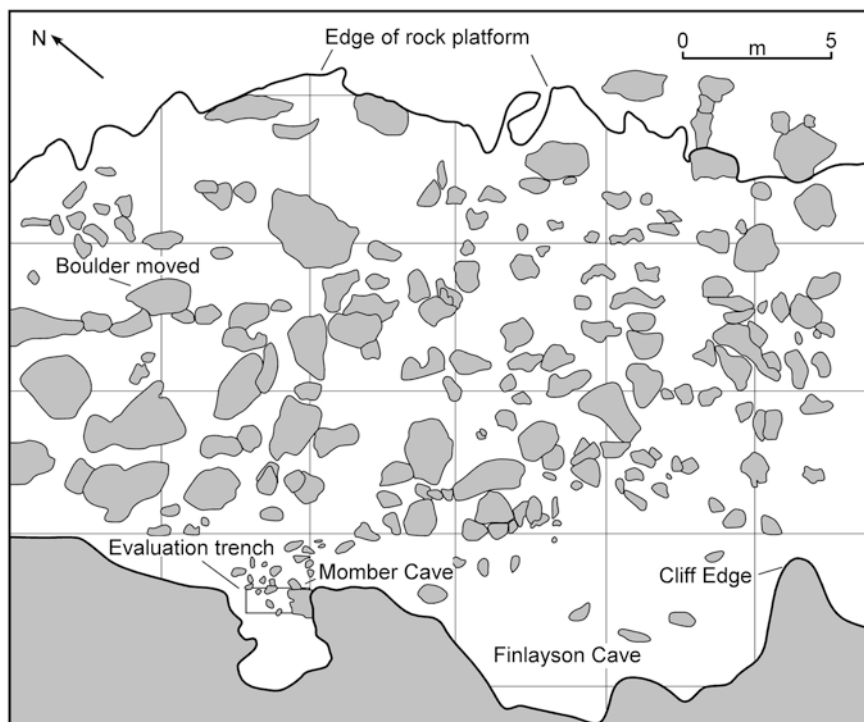 N
Edge of rock platform
0 5
m
Boulder moved
Evaluation trench
Momber Cave
Cliff Edge
Finlayson Cave